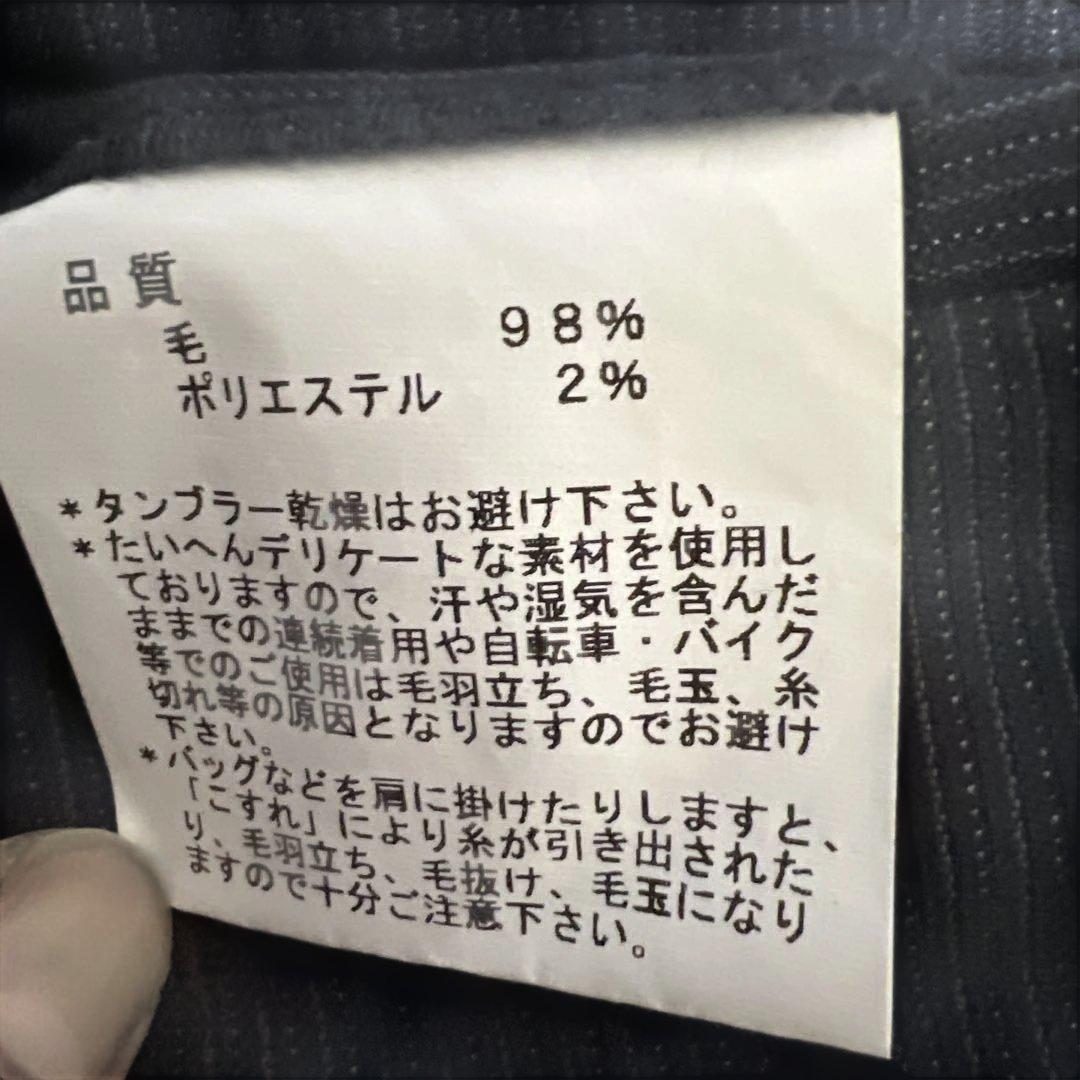 品質
毛 98%
ポリエステル 2%
*タンブラー乾燥はお避け下さい。
*たいへんデリケートな素材を使用し
ておりますので、汗や湿気を含んだ
ままでの連続着用や自転車・バイク
等でのご使用は毛羽立ち、毛玉、糸
切れ等の原因となりますのでお避け
下さい。
*バッグなどを肩に掛けたりしますと、
「こすれ」により糸が引き出された
り、毛羽立ち、毛抜け、毛玉になり
ますので十分ご注意下さい。